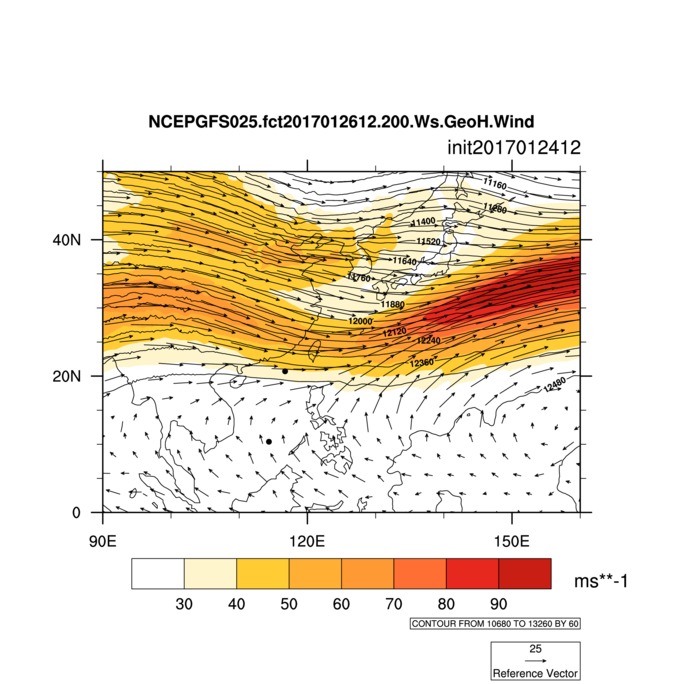 NCEPGFS025.fct2017012612.200.Ws.GeoH.Wind
init2017012412
11160
11280
11400
11520
11640
11760
11880
12000
12120
12240
12360
12480
40N
20N
0
90E 120E 150E
30 40 50 60 70 80 90
ms**-1
CONTOUR FROM 10680 TO 13260 BY 60
25
Reference Vector